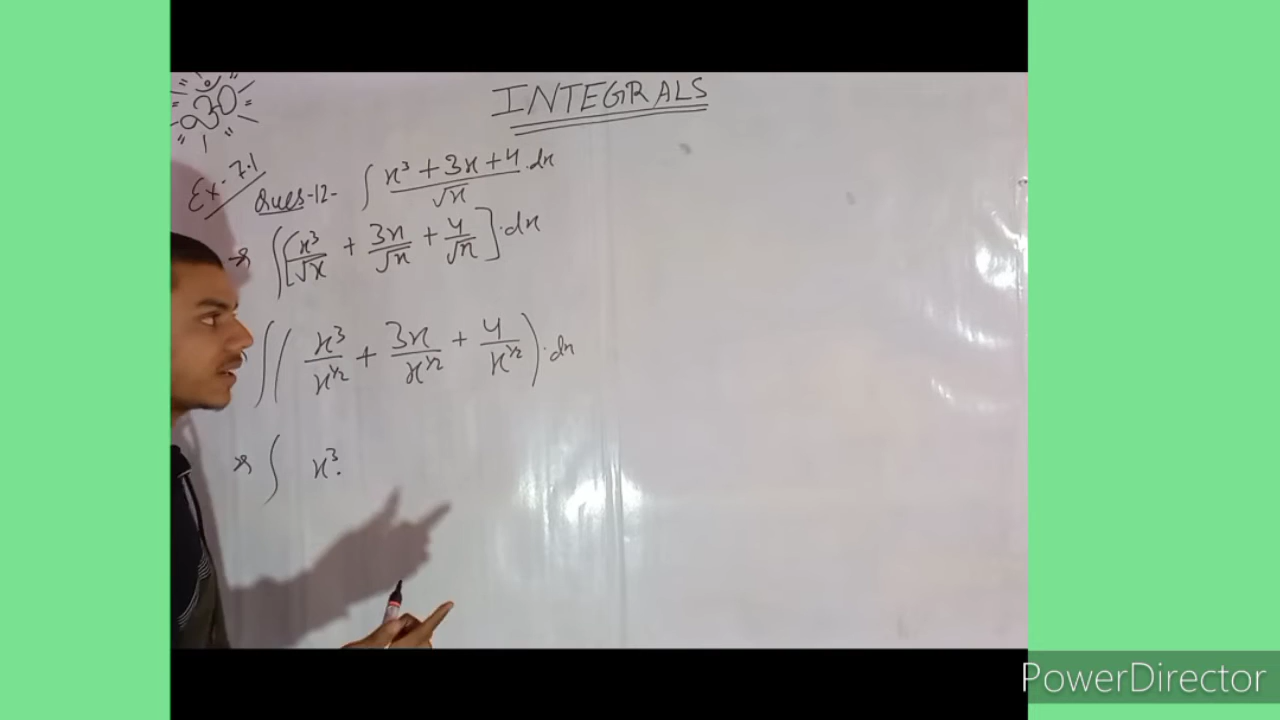 INTEGRALS
ॐ
Ex-7.1
Ques-12- ∫ x³ + 3x + 4 / √x .dx
→ ∫[x³/√x + 3x/√x + 4/√x].dx
∫(x³/x^½ + 3x/x^½ + 4/x^½).dx
→ ∫ x³.
PowerDirector